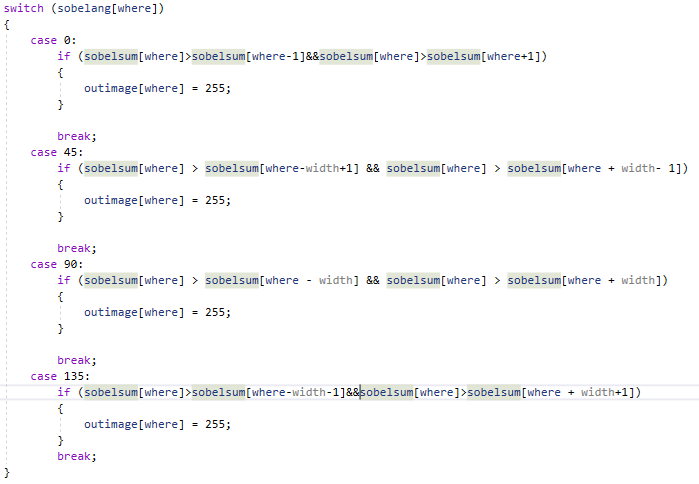 switch (sobelang[where])
{
    case 0:
        if (sobelsum[where]>sobelsum[where-1]&&sobelsum[where]>sobelsum[where+1])
        {
            outimage[where] = 255;
        }
        break;
    case 45:
        if (sobelsum[where] > sobelsum[where-width+1] && sobelsum[where] > sobelsum[where + width- 1])
        {
            outimage[where] = 255;
        }
        break;
    case 90:
        if (sobelsum[where] > sobelsum[where - width] && sobelsum[where] > sobelsum[where + width])
        {
            outimage[where] = 255;
        }
        break;
    case 135:
        if (sobelsum[where]>sobelsum[where-width-1]&&sobelsum[where]>sobelsum[where + width+1])
        {
            outimage[where] = 255;
        }
        break;
}